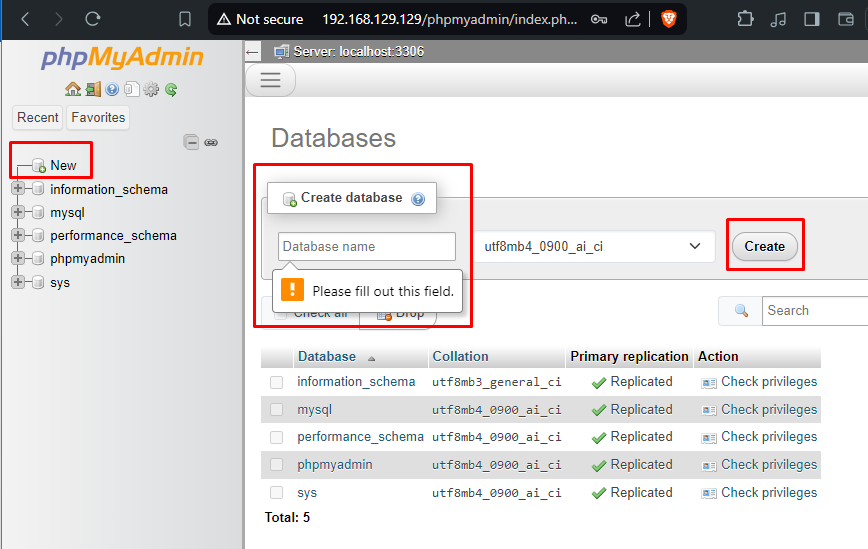 Not secure 192.168.129.129/phpmyadmin/index.ph...
phpMyAdmin
Recent Favorites
New
information_schema
mysql
performance_schema
phpmyadmin
sys
Server: localhost:3306
Databases
Create database
Database name utf8mb4_0900_ai_ci Create
Please fill out this field.
Check all Drop Search
Database Collation Primary replication Action
information_schema utf8mb3_general_ci Replicated Check privileges
mysql utf8mb4_0900_ai_ci Replicated Check privileges
performance_schema utf8mb4_0900_ai_ci Replicated Check privileges
phpmyadmin utf8mb4_0900_ai_ci Replicated Check privileges
sys utf8mb4_0900_ai_ci Replicated Check privileges
Total: 5